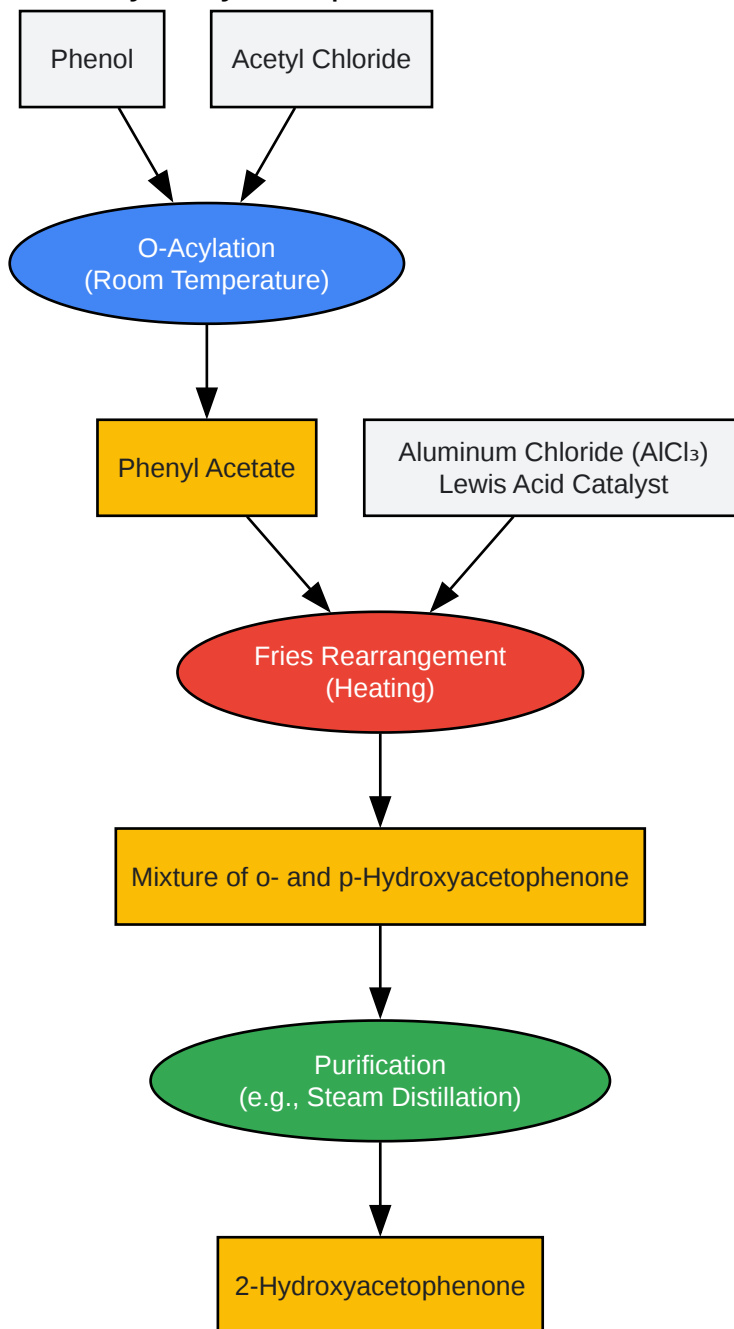 Phenol
Acetyl Chloride
O-Acylation
(Room Temperature)
Phenyl Acetate
Aluminum Chloride (AlCl₃)
Lewis Acid Catalyst
Fries Rearrangement
(Heating)
Mixture of o- and p-Hydroxyacetophenone
Purification
(e.g., Steam Distillation)
2-Hydroxyacetophenone